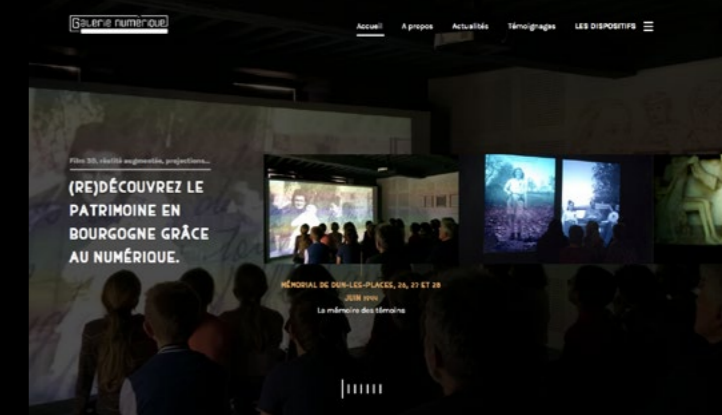 Galerie numérique
Accueil A propos Actualités Témoignages LES DISPOSITIFS
Film 3D, réalité augmentée, projections...
(RE)DÉCOUVREZ LE
PATRIMOINE EN
BOURGOGNE GRÂCE
AU NUMÉRIQUE.
MÉMORIAL DE DUN-LES-PLACES, 26, 27 ET 28
JUIN 1944
La mémoire des témoins